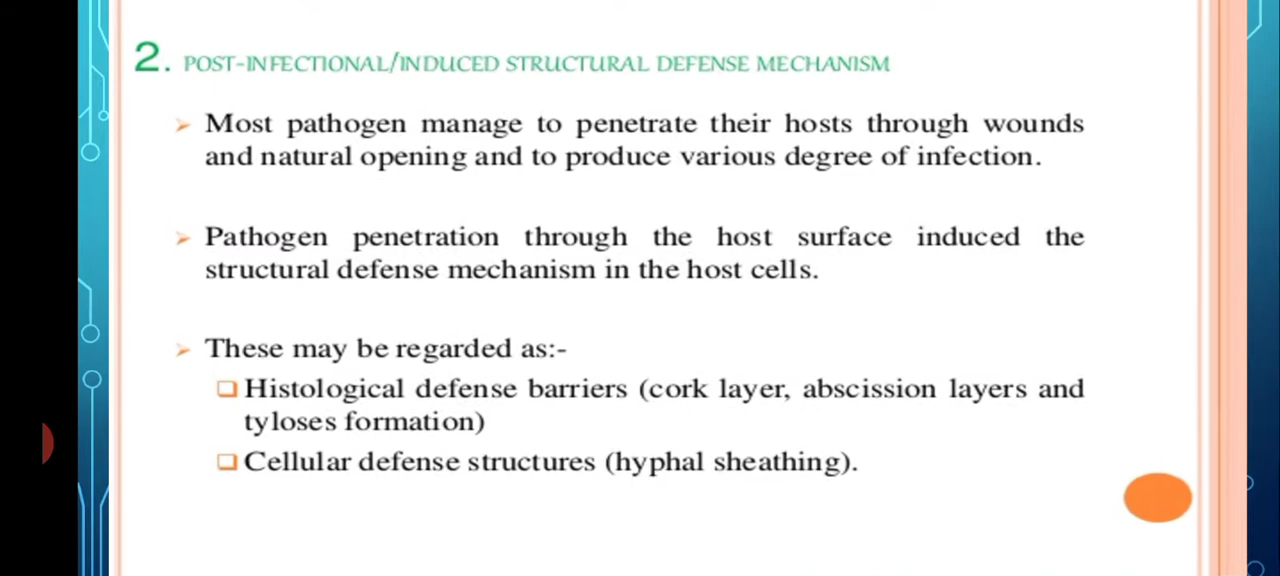 2. POST-INFECTIONAL/INDUCED STRUCTURAL DEFENSE MECHANISM
Most pathogen manage to penetrate their hosts through wounds
and natural opening and to produce various degree of infection.
Pathogen penetration through the host surface induced the
structural defense mechanism in the host cells.
These may be regarded as:-
Histological defense barriers (cork layer, abscission layers and
tyloses formation)
Cellular defense structures (hyphal sheathing).